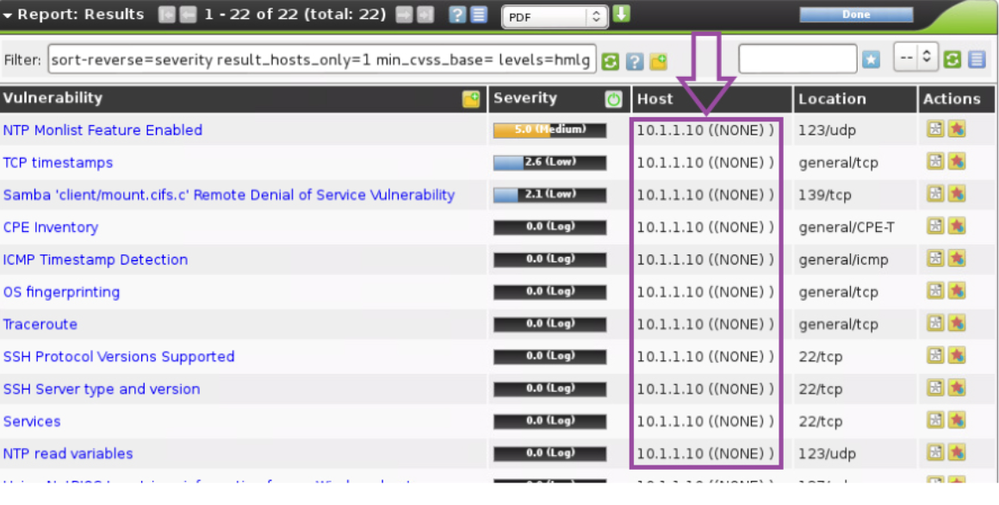 Report: Results 1 - 22 of 22 (total: 22) PDF Done
Filter: sort-reverse=severity result_hosts_only=1 min_cvss_base= levels=hmlg --
Vulnerability Severity Host Location Actions
NTP Monlist Feature Enabled 5.0 (Medium) 10.1.1.10 ((NONE) ) 123/udp
TCP timestamps 2.6 (Low) 10.1.1.10 ((NONE) ) general/tcp
Samba 'client/mount.cifs.c' Remote Denial of Service Vulnerability 2.1 (Low) 10.1.1.10 ((NONE) ) 139/tcp
CPE Inventory 0.0 (Log) 10.1.1.10 ((NONE) ) general/CPE-T
ICMP Timestamp Detection 0.0 (Log) 10.1.1.10 ((NONE) ) general/icmp
OS fingerprinting 0.0 (Log) 10.1.1.10 ((NONE) ) general/tcp
Traceroute 0.0 (Log) 10.1.1.10 ((NONE) ) general/tcp
SSH Protocol Versions Supported 0.0 (Log) 10.1.1.10 ((NONE) ) 22/tcp
SSH Server type and version 0.0 (Log) 10.1.1.10 ((NONE) ) 22/tcp
Services 0.0 (Log) 10.1.1.10 ((NONE) ) 22/tcp
NTP read variables 0.0 (Log) 10.1.1.10 ((NONE) ) 123/udp